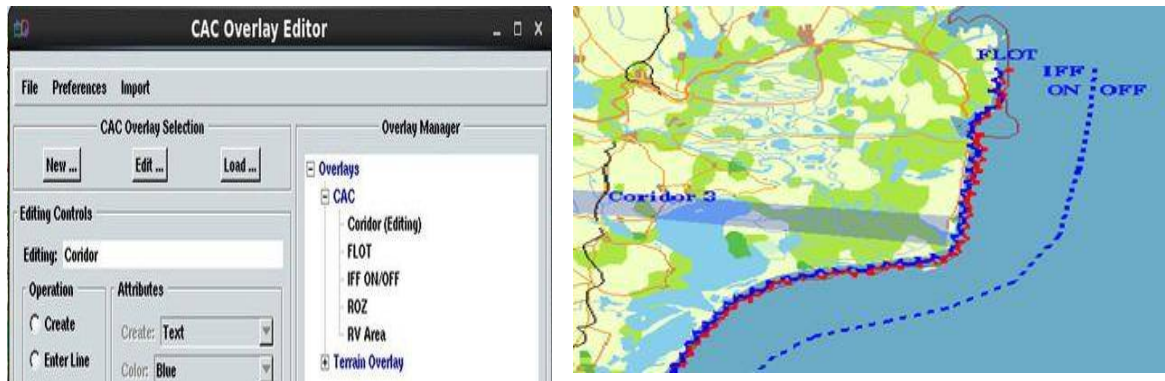 CAC Overlay Editor
File Preferences Import
CAC Overlay Selection
New ... Edit ... Load ...
Editing Controls
Editing: Coridor
Operation
Create
Enter Line
Attributes
Create: Text
Color: Blue
Overlay Manager
Overlays
CAC
Coridor (Editing)
FLOT
IFF ON/OFF
ROZ
RV Area
Terrain Overlay
FLOT
IFF
ON OFF
Coridor 3